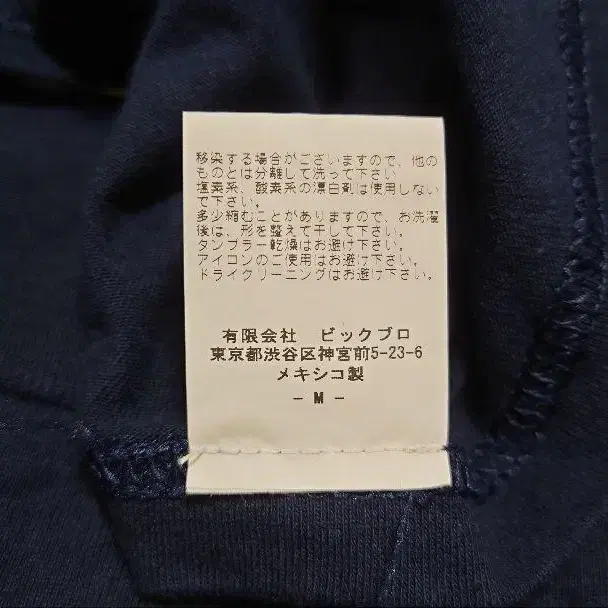 移染する場合がございますので、他の
ものとは分離して洗って下さい
塩素系、酸素系の漂白剤は使用しない
で下さい。
多少縮むことがありますので、お洗濯
後は、形を整えて干して下さい。
タンブラー乾燥はお避け下さい。
アイロンのご使用はお避け下さい。
ドライクリーニングはお避け下さい。
有限会社 ビックブロ
東京都渋谷区神宮前5-23-6
メキシコ製
- M -